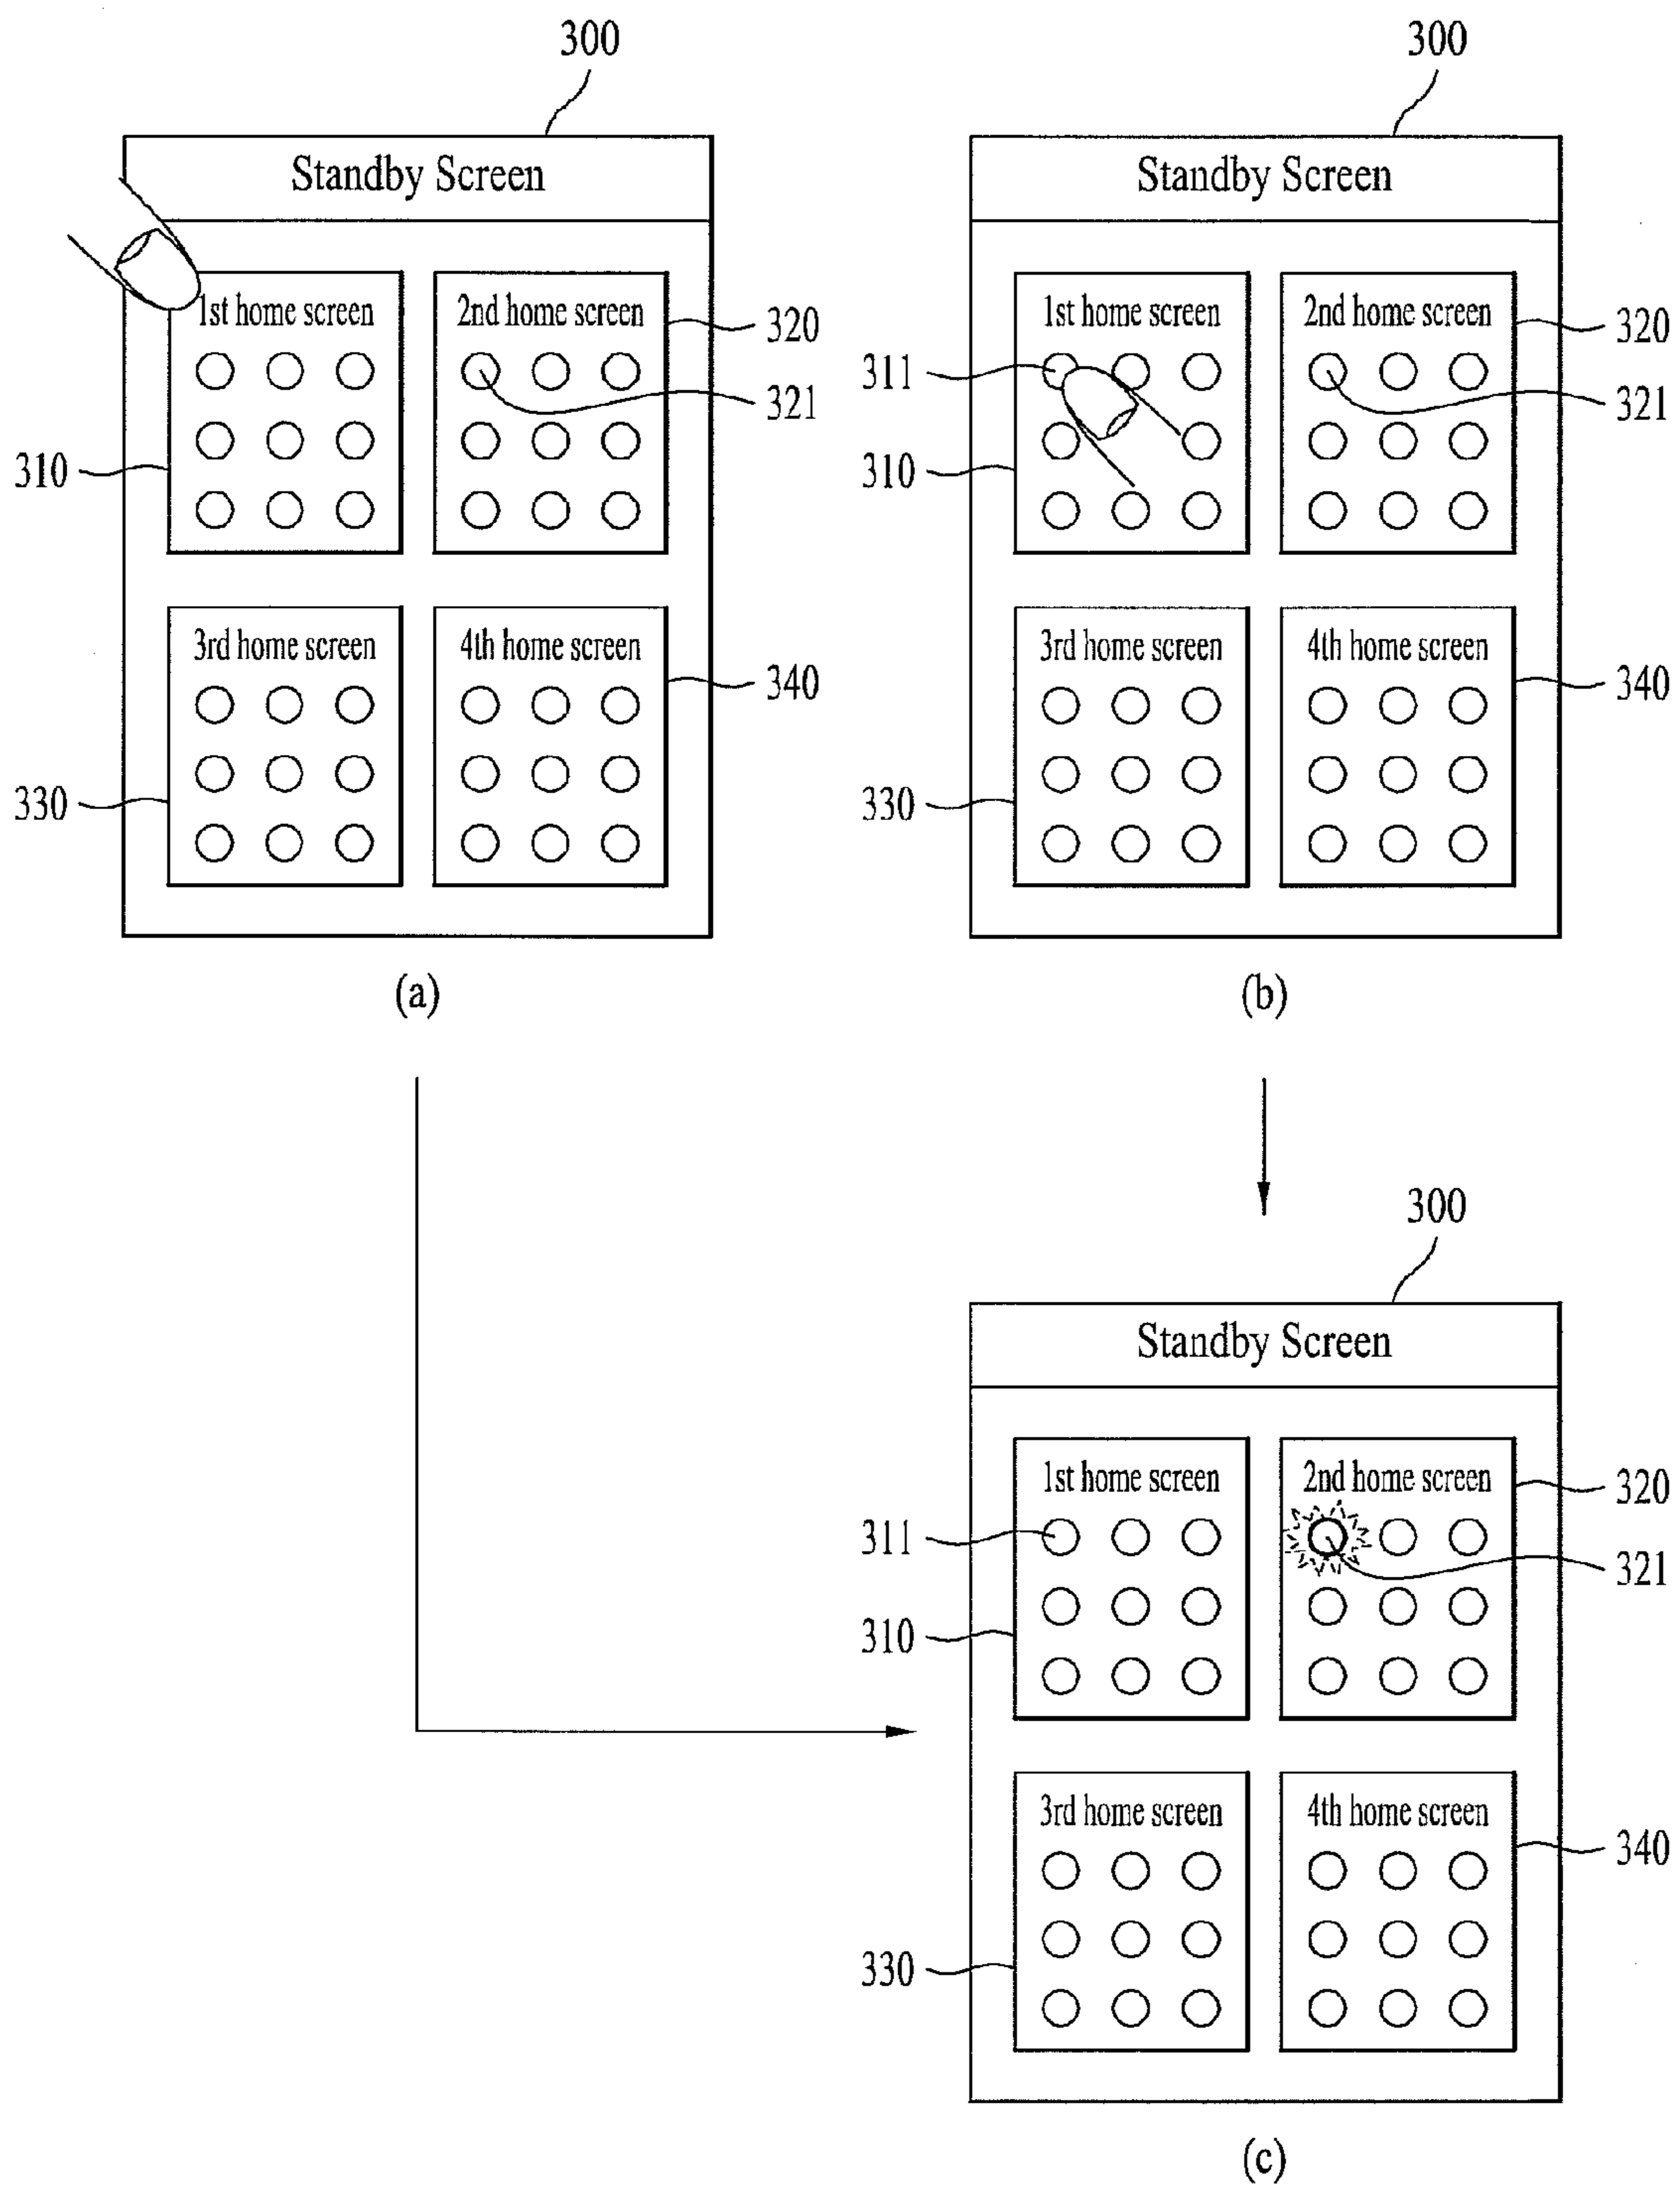 300
300
Standby Screen
Standby Screen
1st home screen
2nd home screen
320
321
310
3rd home screen
4th home screen
340
330
1st home screen
2nd home screen
320
311
321
310
3rd home screen
4th home screen
340
330
(a)
(b)
300
Standby Screen
1st home screen
2nd home screen
320
311
321
310
3rd home screen
4th home screen
340
330
(c)